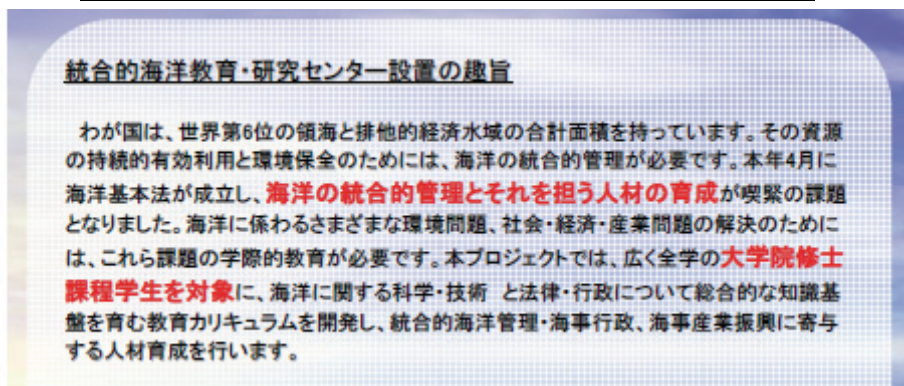 統合的海洋教育・研究センター設置の趣旨
わが国は、世界第6位の領海と排他的経済水域の合計面積を持っています。その資源
の持続的有効利用と環境保全のためには、海洋の統合的管理が必要です。本年4月に
海洋基本法が成立し、海洋の統合的管理とそれを担う人材の育成が喫緊の課題
となりました。海洋に係わるさまざまな環境問題、社会・経済・産業問題の解決のために
は、これら課題の学際的教育が必要です。本プロジェクトでは、広く全学の大学院修士
課程学生を対象に、海洋に関する科学・技術 と法律・行政について総合的な知識基
盤を育む教育カリキュラムを開発し、統合的海洋管理・海事行政、海事産業振興に寄与
する人材育成を行います。